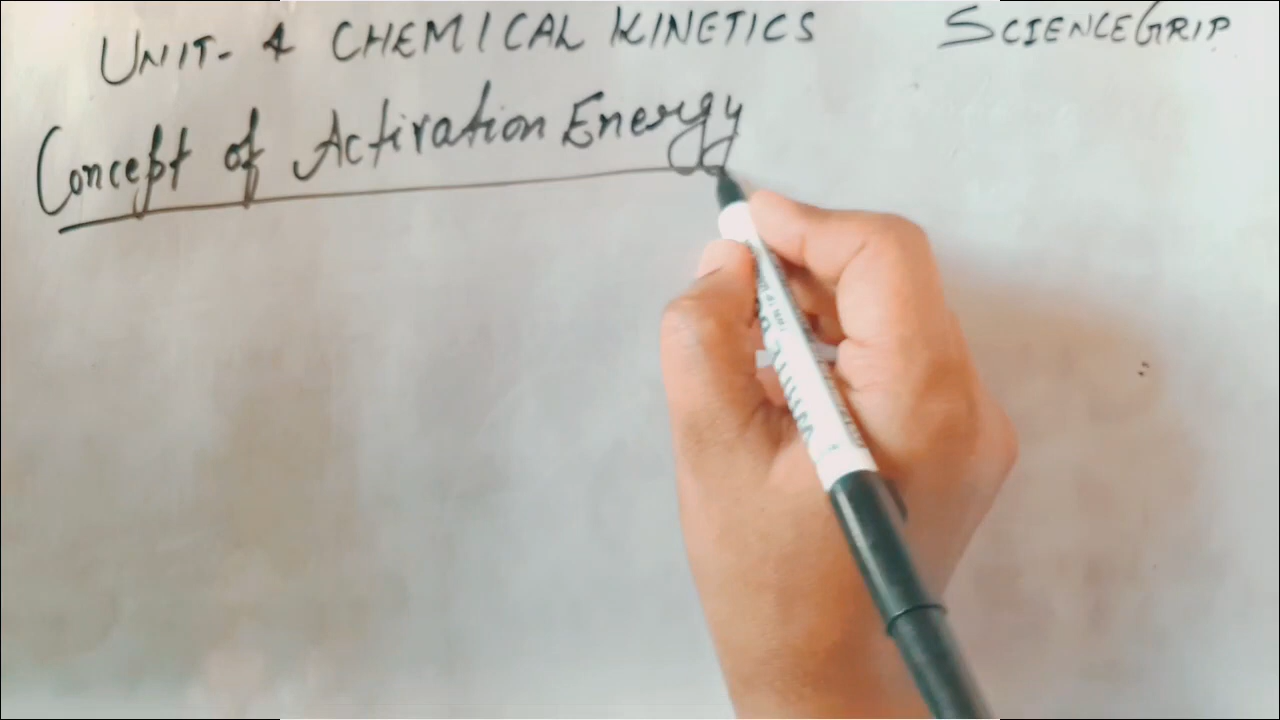 UNIT- 4 CHEMICAL KINETICS SCIENCEGRIP
Concept of Activation Energy